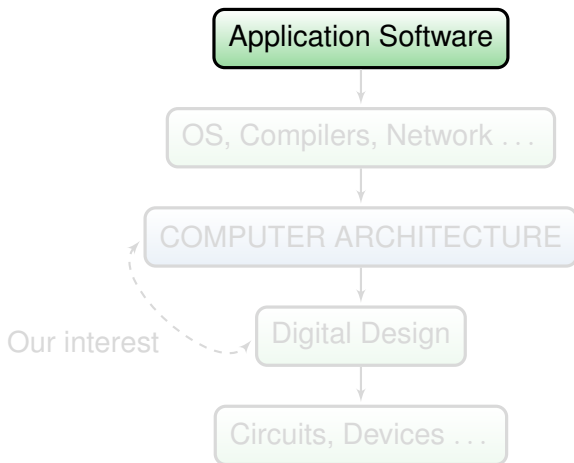 Application Software
OS, Compilers, Network ...
COMPUTER ARCHITECTURE
Our interest
Digital Design
Circuits, Devices ...